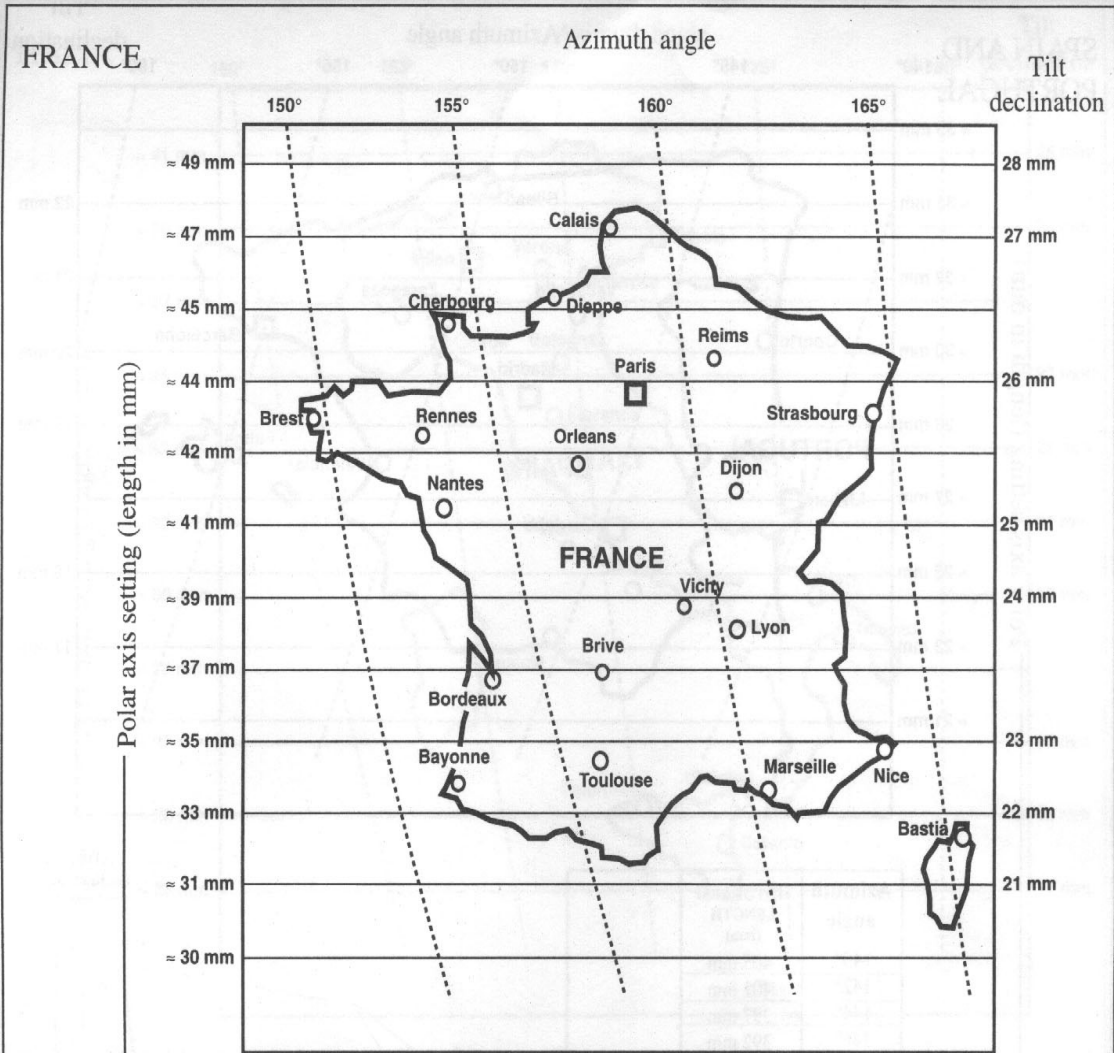 FRANCE
Azimuth angle
Tilt
declination
150° 155° 160° 165°
≈ 49 mm 28 mm
Calais
≈ 47 mm 27 mm
≈ 45 mm
Cherbourg Dieppe
Reims
Paris
≈ 44 mm 26 mm
Brest Rennes Strasbourg
Orleans
≈ 42 mm
Dijon
Nantes
≈ 41 mm 25 mm
FRANCE
Vichy
≈ 39 mm 24 mm
Lyon
Brive
≈ 37 mm
Bordeaux
≈ 35 mm 23 mm
Bayonne
Toulouse Marseille Nice
≈ 33 mm 22 mm
Bastia
≈ 31 mm 21 mm
≈ 30 mm
Polar axis setting (length in mm)